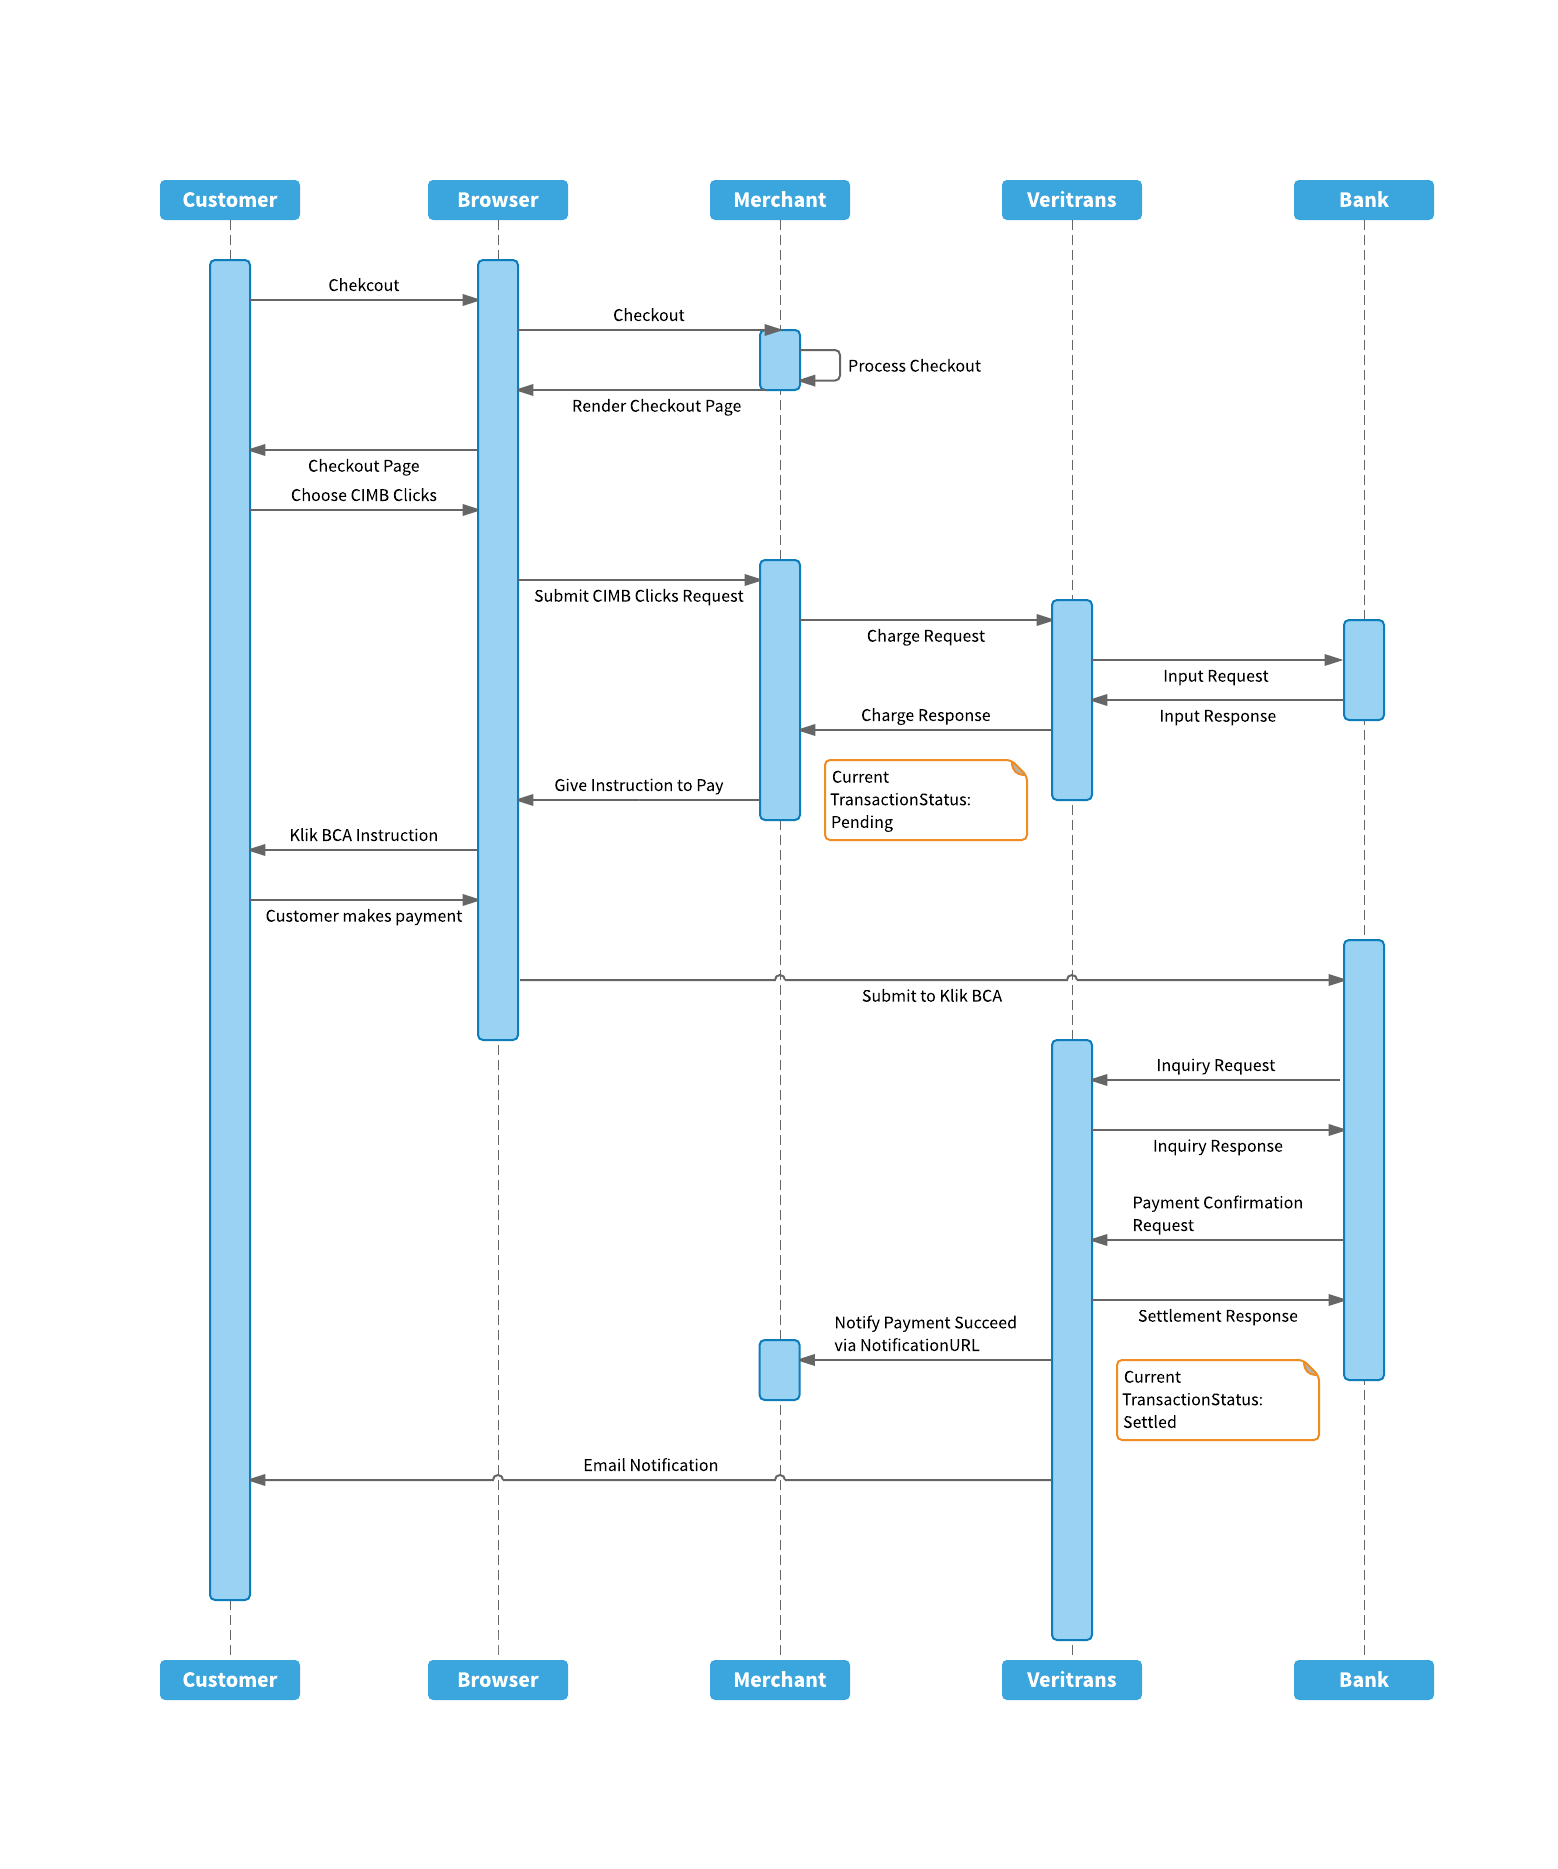 Customer
Browser
Merchant
Veritrans
Bank
Chekcout
Checkout
Process Checkout
Render Checkout Page
Checkout Page
Choose CIMB Clicks
Submit CIMB Clicks Request
Charge Request
Input Request
Charge Response
Input Response
Current
TransactionStatus:
Pending
Give Instruction to Pay
Klik BCA Instruction
Customer makes payment
Submit to Klik BCA
Inquiry Request
Inquiry Response
Payment Confirmation
Request
Settlement Response
Notify Payment Succeed
via NotificationURL
Current
TransactionStatus:
Settled
Email Notification
Customer
Browser
Merchant
Veritrans
Bank